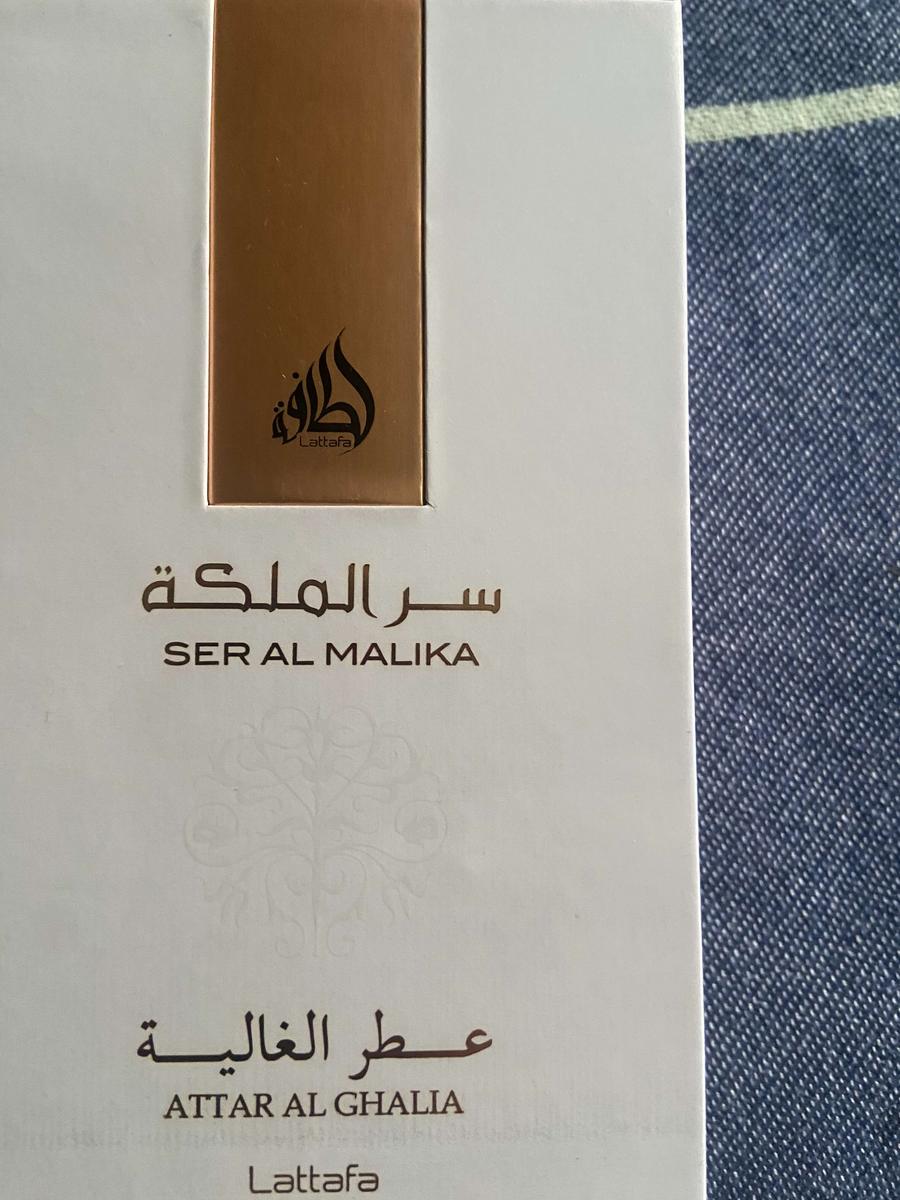 لطافة
Lattafa
سر الملكة
SER AL MALIKA
عطر الغالية
ATTAR AL GHALIA
Lattafa